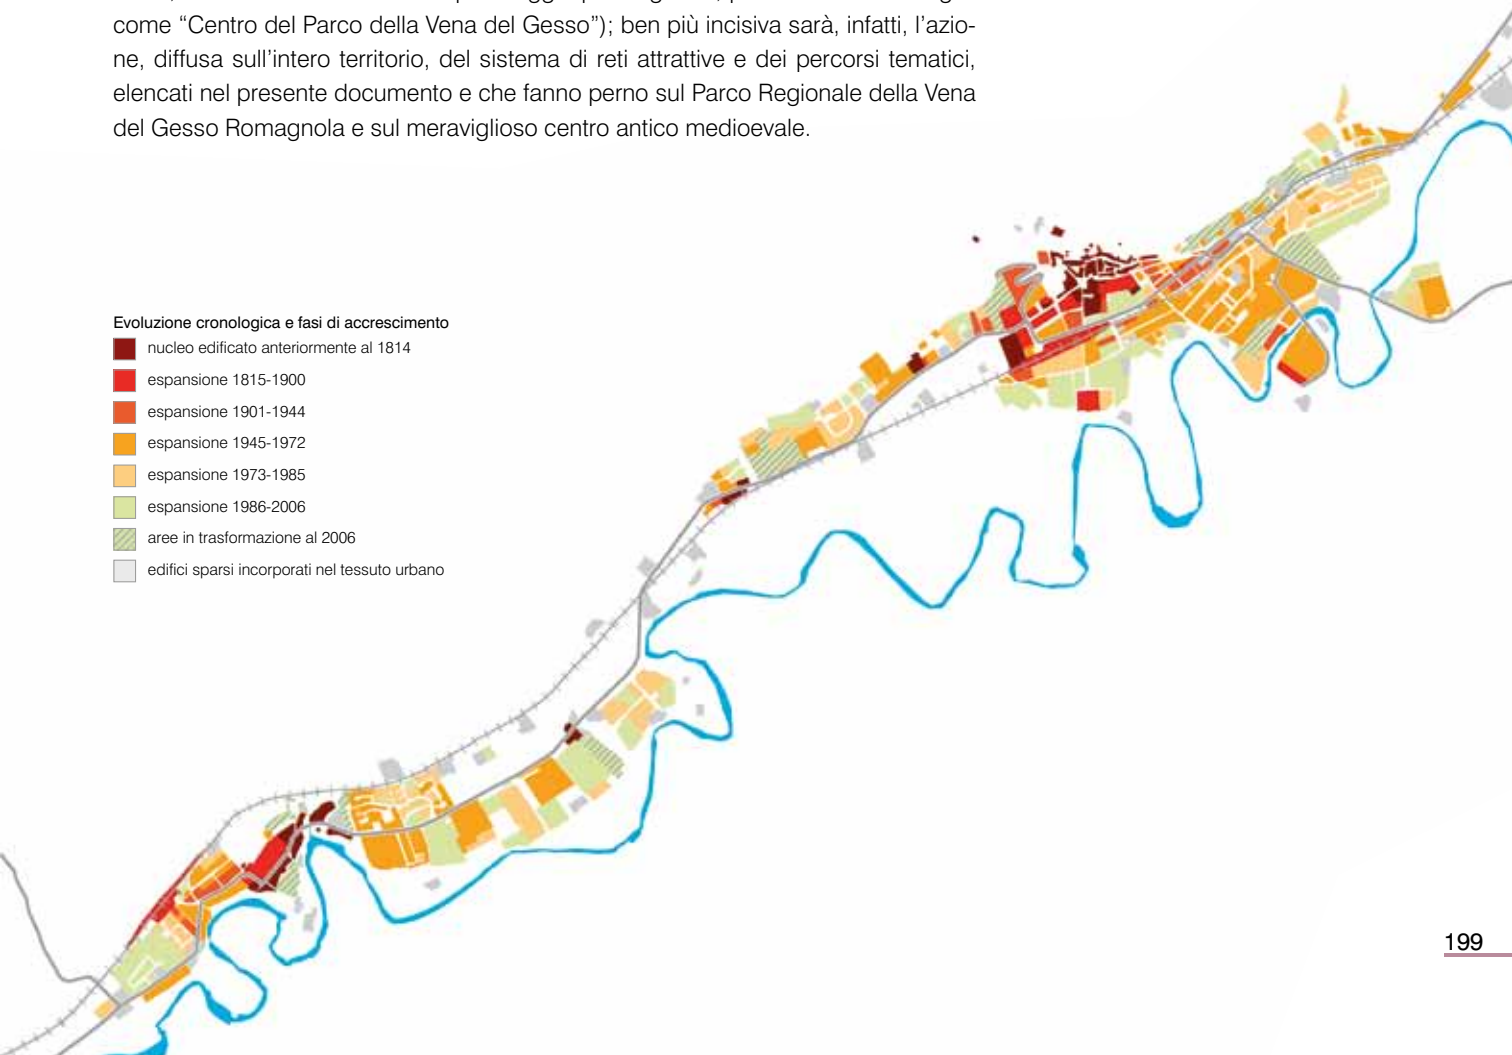 come “Centro del Parco della Vena del Gesso”); ben più incisiva sarà, infatti, l’azio-
ne, diffusa sull’intero territorio, del sistema di reti attrattive e dei percorsi tematici,
elencati nel presente documento e che fanno perno sul Parco Regionale della Vena
del Gesso Romagnola e sul meraviglioso centro antico medioevale.
Evoluzione cronologica e fasi di accrescimento
nucleo edificato anteriormente al 1814
espansione 1815-1900
espansione 1901-1944
espansione 1945-1972
espansione 1973-1985
espansione 1986-2006
aree in trasformazione al 2006
edifici sparsi incorporati nel tessuto urbano
199